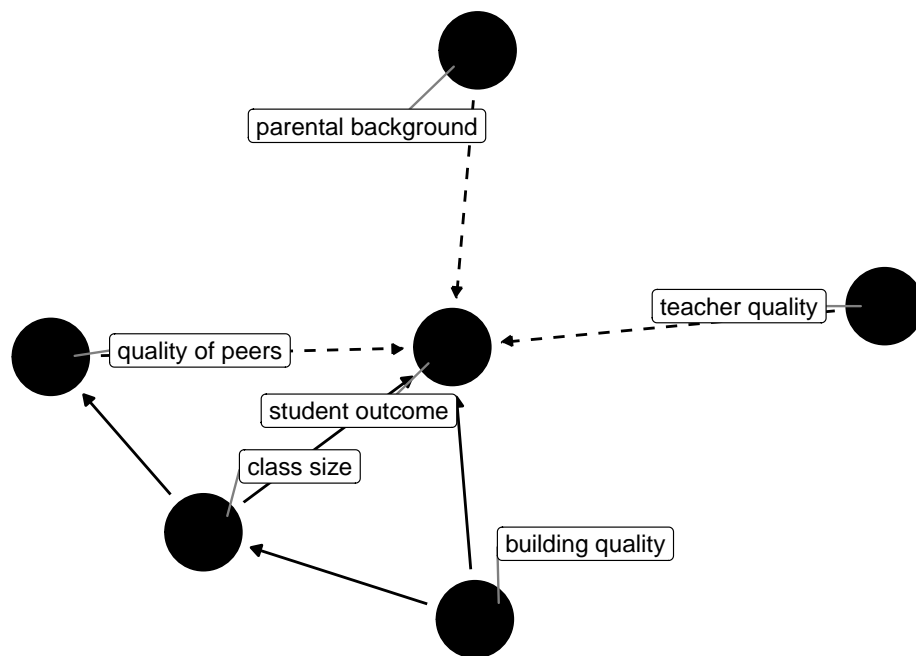 parental background
teacher quality
quality of peers
student outcome
class size
building quality